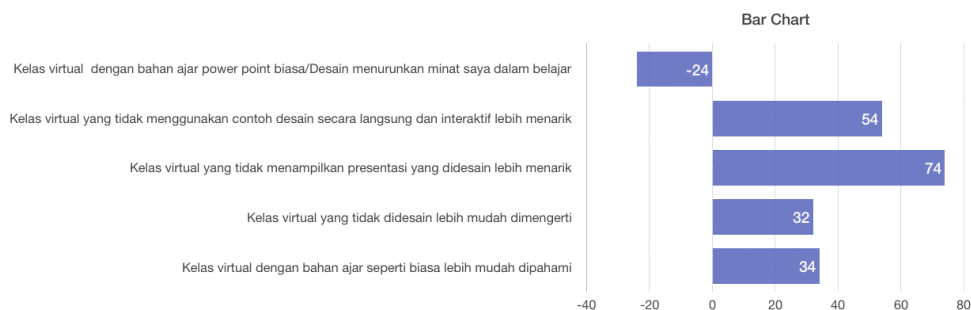 Bar Chart
Kelas virtual  dengan bahan ajar power point biasa/Desain menurunkan minat saya dalam belajar
-24
Kelas virtual yang tidak menggunakan contoh desain secara langsung dan interaktif lebih menarik
54
Kelas virtual yang tidak menampilkan presentasi yang didesain lebih menarik
74
Kelas virtual yang tidak didesain lebih mudah dimengerti
32
Kelas virtual dengan bahan ajar seperti biasa lebih mudah dipahami
34
-40 -20 0 20 40 60 80